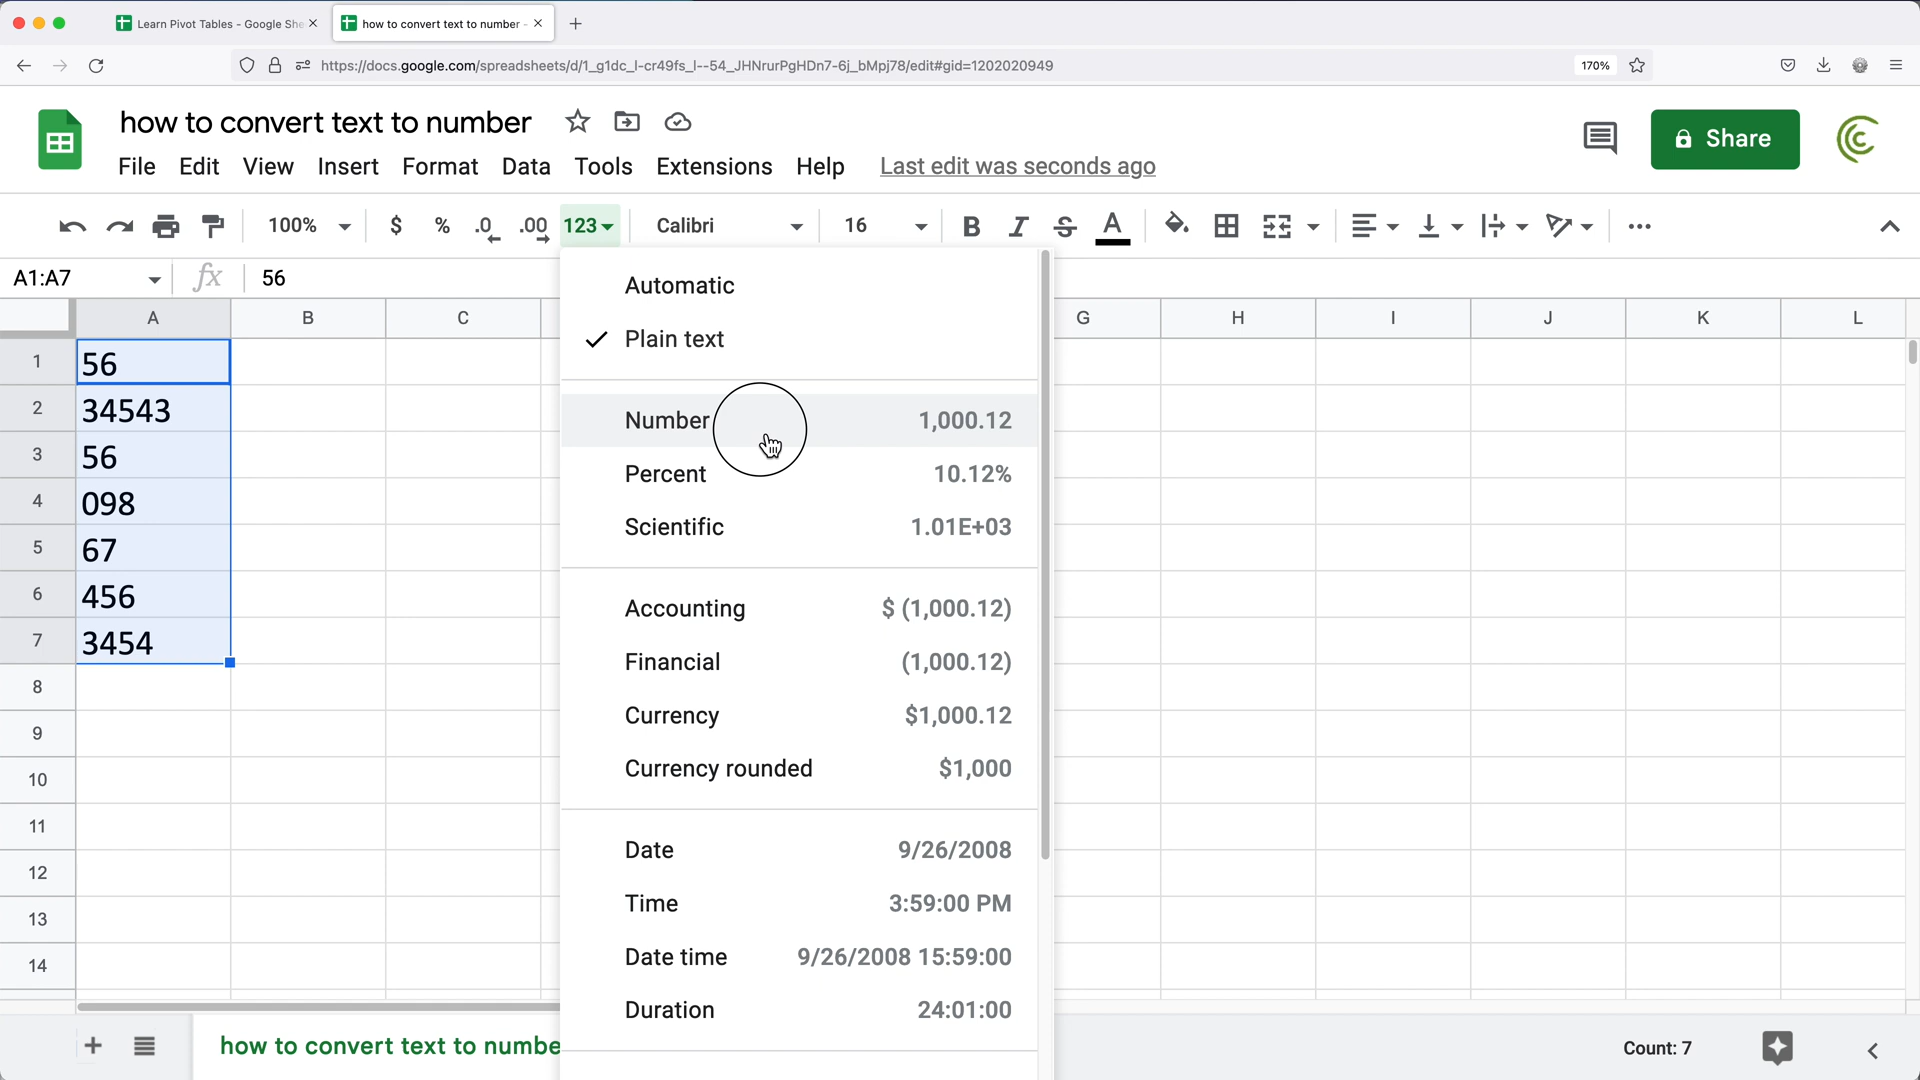 Learn Pivot Tables - Google She
how to convert text to number -
https://docs.google.com/spreadsheets/d/1_g1dc_l-cr49fs_l--54_JHNrurPgHDn7-6j_bMpj78/edit#gid=1202020949
170%
how to convert text to number
Share
File Edit View Insert Format Data Tools Extensions Help Last edit was seconds ago
100% $ % .0 .00 123 Calibri 16 B I S A
A1:A7 fx 56
A B C G H I J K L
1 56
2 34543
3 56
4 098
5 67
6 456
7 3454
8
9
10
11
12
13
14
Automatic
Plain text
Number 1,000.12
Percent 10.12%
Scientific 1.01E+03
Accounting $ (1,000.12)
Financial (1,000.12)
Currency $1,000.12
Currency rounded $1,000
Date 9/26/2008
Time 3:59:00 PM
Date time 9/26/2008 15:59:00
Duration 24:01:00
how to convert text to numbe
Count: 7